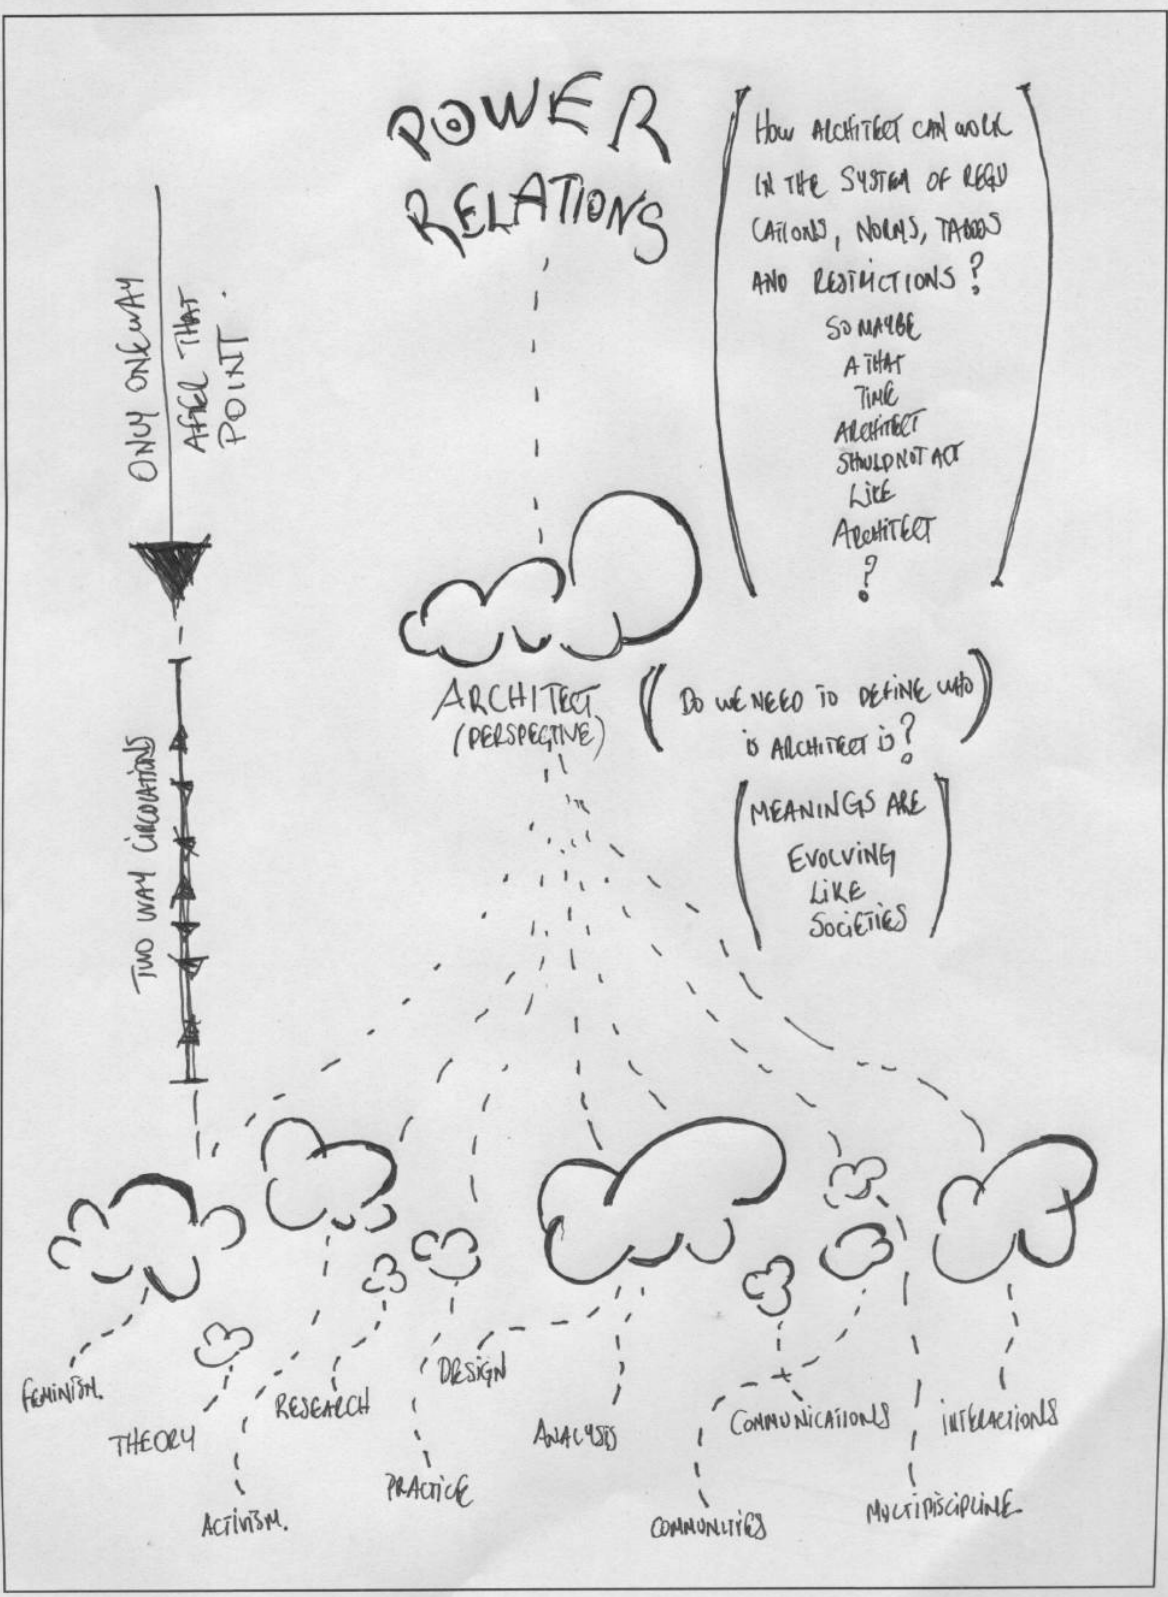 POWER
RELATIONS
HOW ARCHITECT CAN WORK
IN THE SYSTEM OF REGU
LATIONS, NORMS, TABOOS
AND RESTRICTIONS?
SO MAYBE
A THAT
TIME
ARCHITECT
SHOULD NOT ACT
LIKE
ARCHITECT
?
ONLY ONE WAY
AFTER THAT
POINT.
ARCHITECT
(PERSPECTIVE)
(DO WE NEED TO DEFINE WHO
IS ARCHITECT IS?)
(MEANINGS ARE
EVOLVING
LIKE
SOCIETIES)
TWO WAY CIRCULATIONS
FEMINISM.
THEORY
ACTIVISM.
RESEARCH
PRACTICE
DESIGN
ANALYSIS
COMMUNITIES
COMMUNICATIONS
MULTIDISCIPLINE
INTERACTIONS